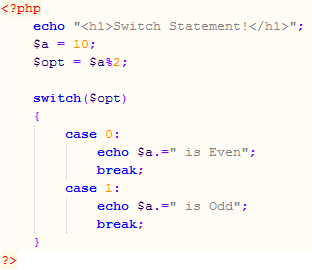 <?php
echo "<h1>Switch Statement!</h1>";
$a = 10;
$opt = $a%2;
switch($opt)
{
case 0:
echo $a.=" is Even";
break;
case 1:
echo $a.=" is Odd";
break;
}
?>